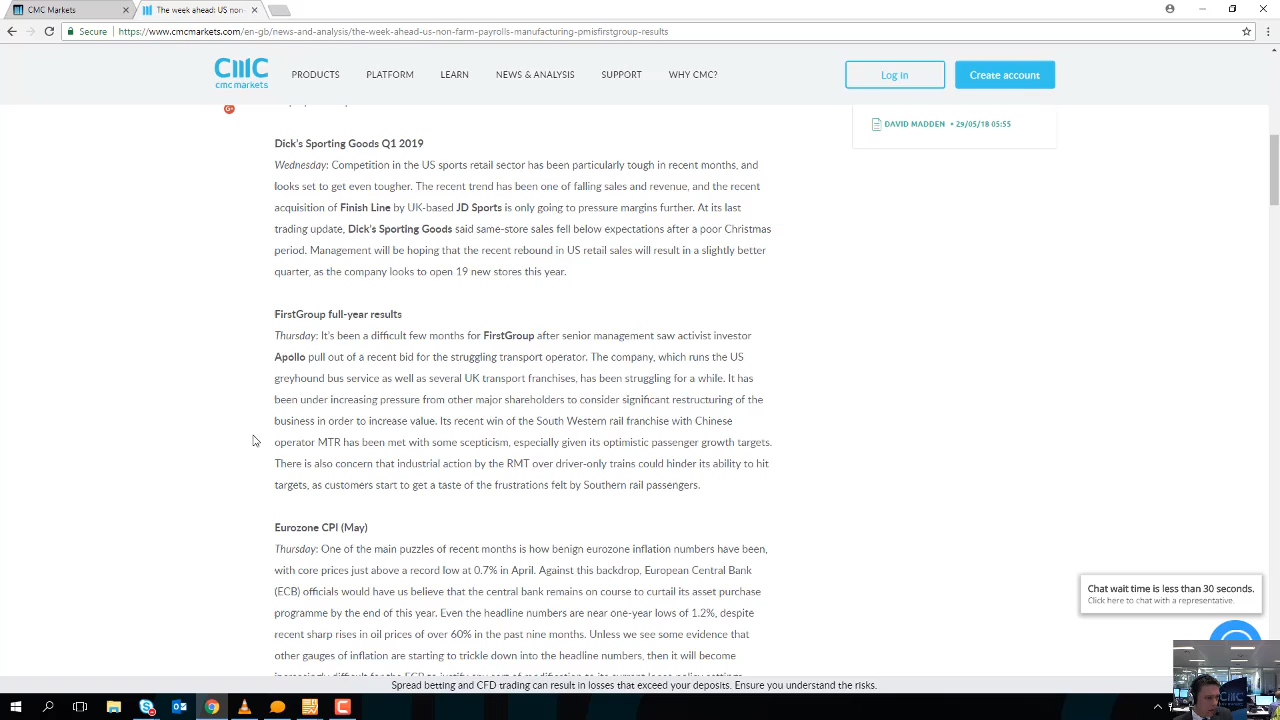 CMC Markets
The week ahead: US non-
Secure
https://www.cmcmarkets.com/en-gb/news-and-analysis/the-week-ahead-us-non-farm-payrolls-manufacturing-pmisfirstgroup-results
cmc markets
PRODUCTS
PLATFORM
LEARN
NEWS & ANALYSIS
SUPPORT
WHY CMC?
Log in
Create account
G+
DAVID MADDEN • 29/05/18 05:55
Dick's Sporting Goods Q1 2019
Wednesday: Competition in the US sports retail sector has been particularly tough in recent months, and
looks set to get even tougher. The recent trend has been one of falling sales and revenue, and the recent
acquisition of Finish Line by UK-based JD Sports is only going to pressure margins further. At its last
trading update, Dick's Sporting Goods said same-store sales fell below expectations after a poor Christmas
period. Management will be hoping that the recent rebound in US retail sales will result in a slightly better
quarter, as the company looks to open 19 new stores this year.
FirstGroup full-year results
Thursday: It's been a difficult few months for FirstGroup after senior management saw activist investor
Apollo pull out of a recent bid for the struggling transport operator. The company, which runs the US
greyhound bus service as well as several UK transport franchises, has been struggling for a while. It has
been under increasing pressure from other major shareholders to consider significant restructuring of the
business in order to increase value. Its recent win of the South Western rail franchise with Chinese
operator MTR has been met with some scepticism, especially given its optimistic passenger growth targets.
There is also concern that industrial action by the RMT over driver-only trains could hinder its ability to hit
targets, as customers start to get a taste of the frustrations felt by Southern rail passengers.
Eurozone CPI (May)
Thursday: One of the main puzzles of recent months is how benign eurozone inflation numbers have been,
with core prices just above a record low at 0.7% in April. Against this backdrop, European Central Bank
(ECB) officials would have us believe that the central bank remains on course to curtail its asset purchase
programme by the end of this year. Even the headline numbers are near one-year lows of 1.2%, despite
recent sharp rises in oil prices of over 60% in the past nine months. Unless we see some evidence that
other gauges of inflation are starting to trickle down into the headline numbers, then it will become
Chat wait time is less than 30 seconds.
Click here to chat with a representative.
Spread betting and CFD trading can result in losses that exceed your deposits. Ensure you understand the risks.